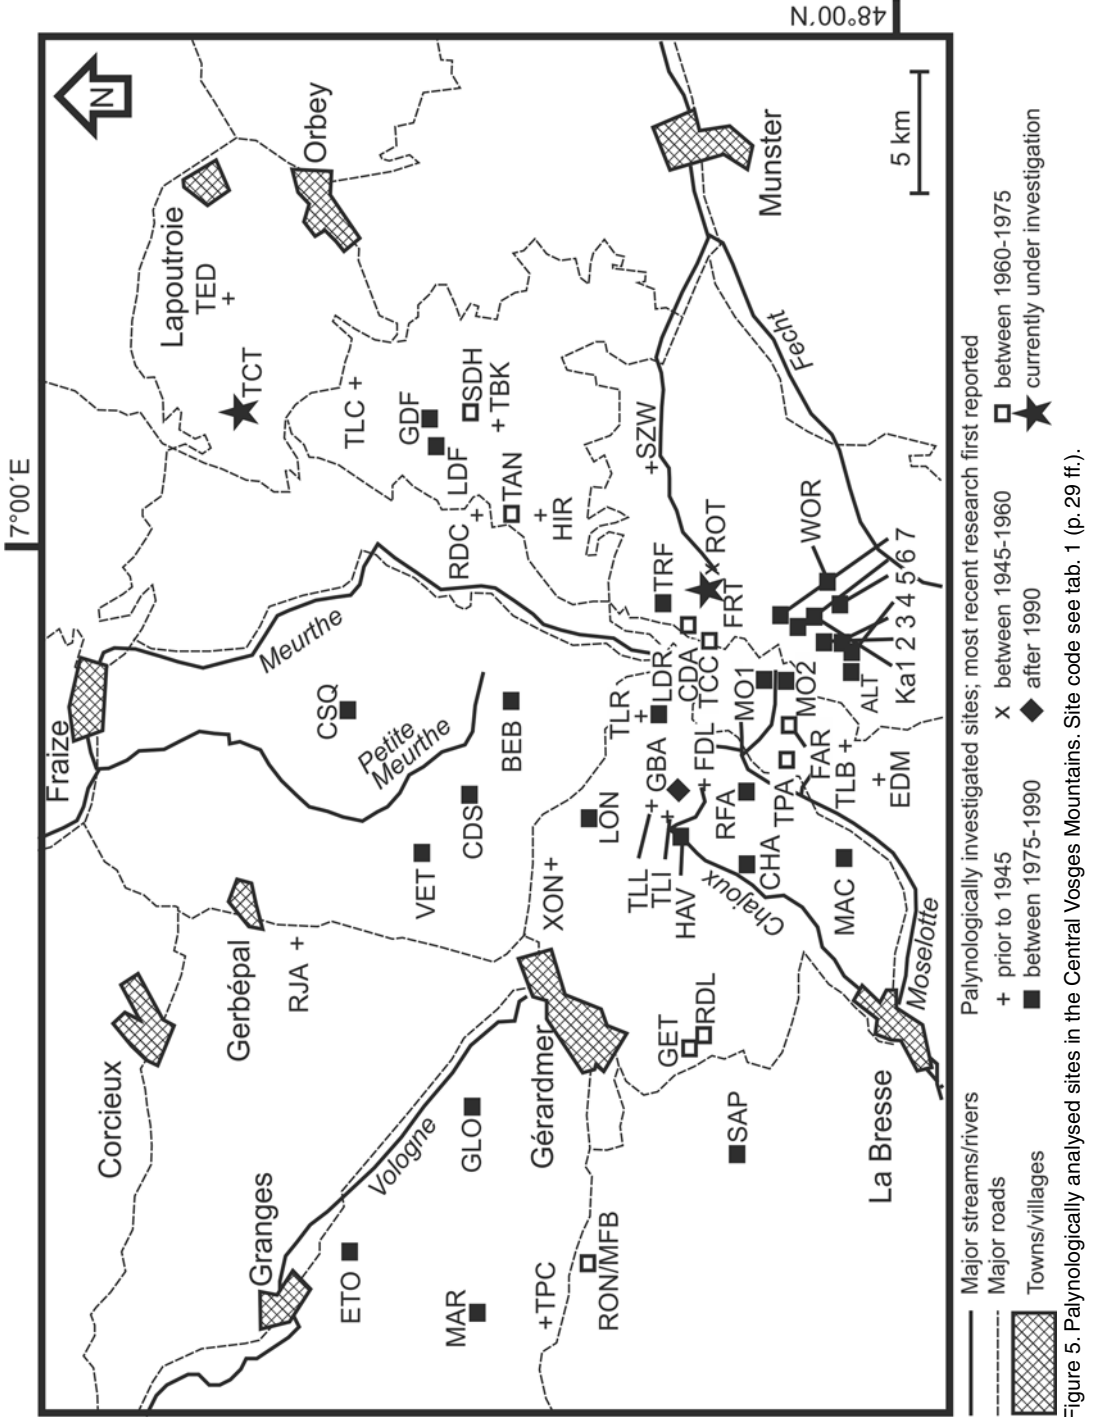 7°00´E
48°00.´N
N
Fraize
Lapoutroie
TED
Orbey
TCT
Corcieux
Gerbépal
RJA
Meurthe
CSQ
Petite
Meurthe
TLC
GDF
LDF
SDH
TBK
TAN
RDC
HIR
Granges
ETO
Vologne
GLO
VET
CDS
BEB
MAR
TPC
RON/MFB
Gérardmer
XON
LON
TLR
GBA
LDR
TRF
CDA
TCC
FRT
ROT
SZW
Munster
Fecht
WOR
GET
RDL
SAP
TLL
TLI
HAV
FDL
MO1
MO2
RFA
CHA
TPA
FAR
TLB
EDM
ALT
Ka1 2 3 4 5 6 7
Chajoux
MAC
Moselotte
La Bresse
5 km
Major streams/rivers
Major roads
Towns/villages
Palynologically investigated sites; most recent research first reported
+ prior to 1945
x between 1945-1960
between 1960-1975
between 1975-1990
after 1990
currently under investigation
Figure 5. Palynologically analysed sites in the Central Vosges Mountains. Site code see tab. 1 (p. 29 ff.).